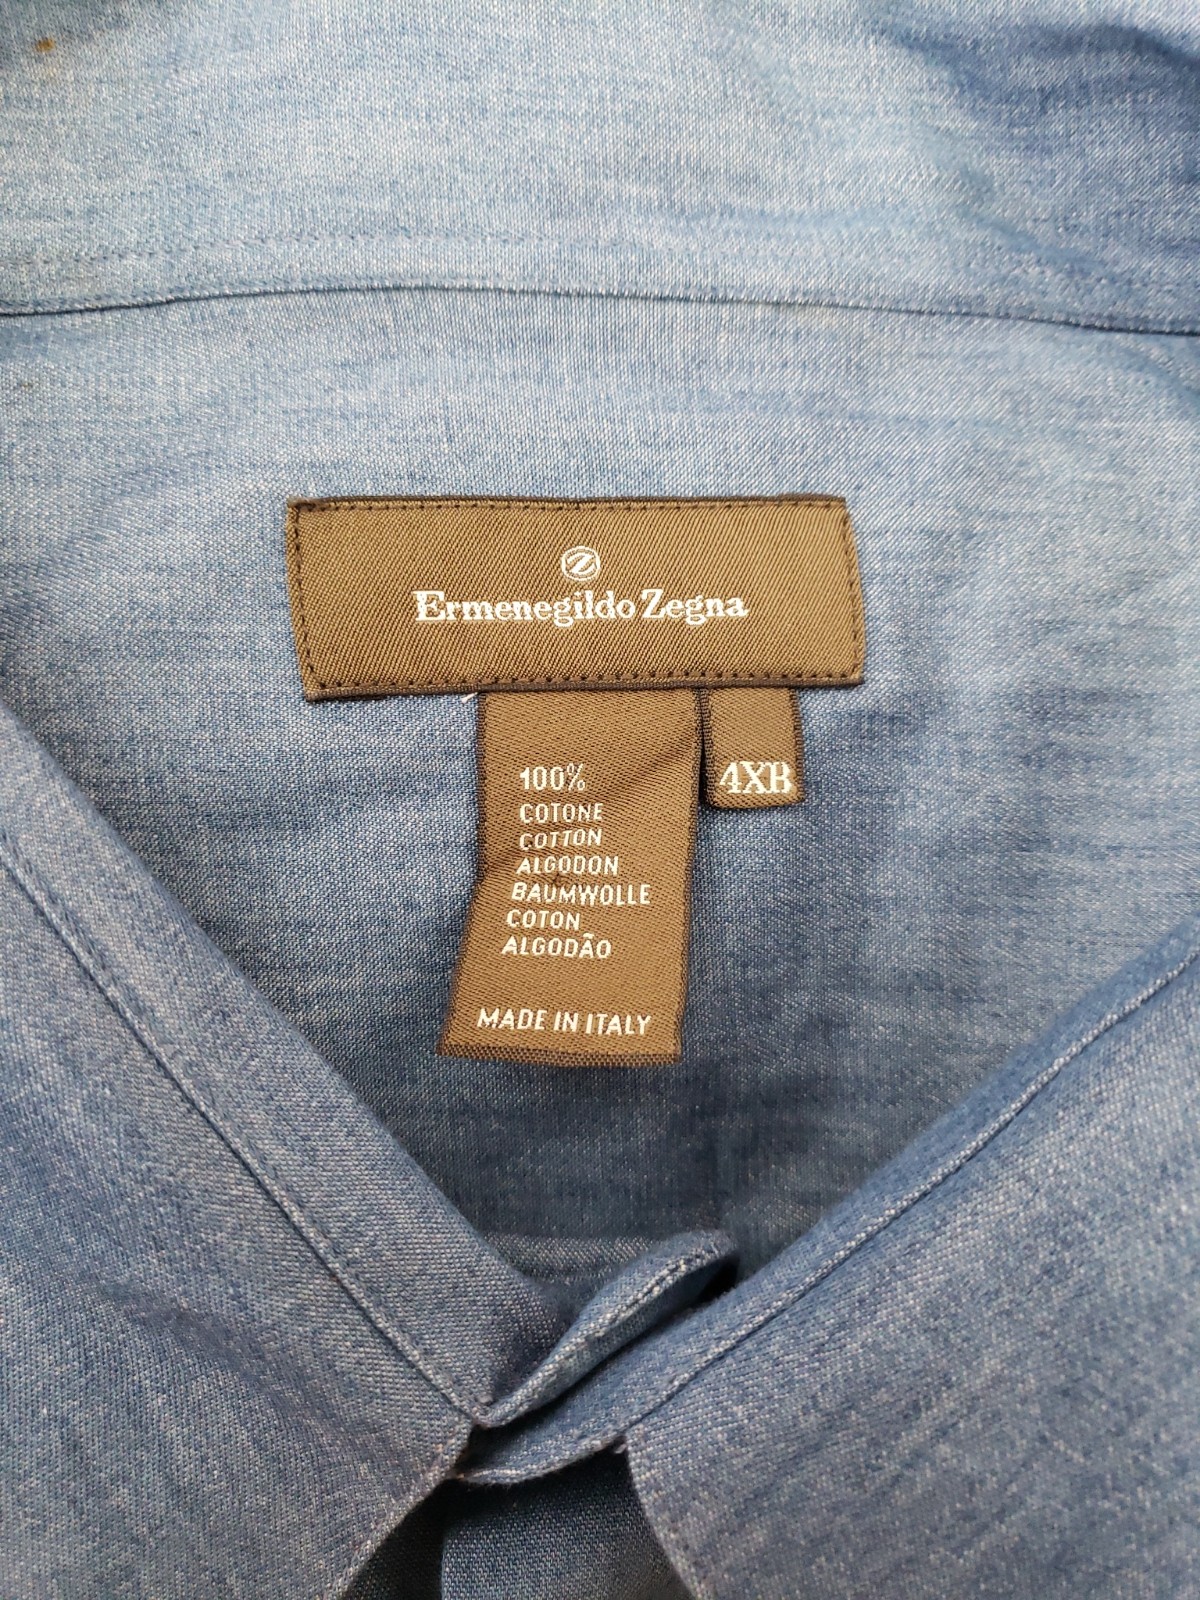 Z
Ermenegildo Zegna
4XB
100%
COTONE
COTTON
ALGODON
BAUMWOLLE
COTON
ALGODÃO
MADE IN ITALY